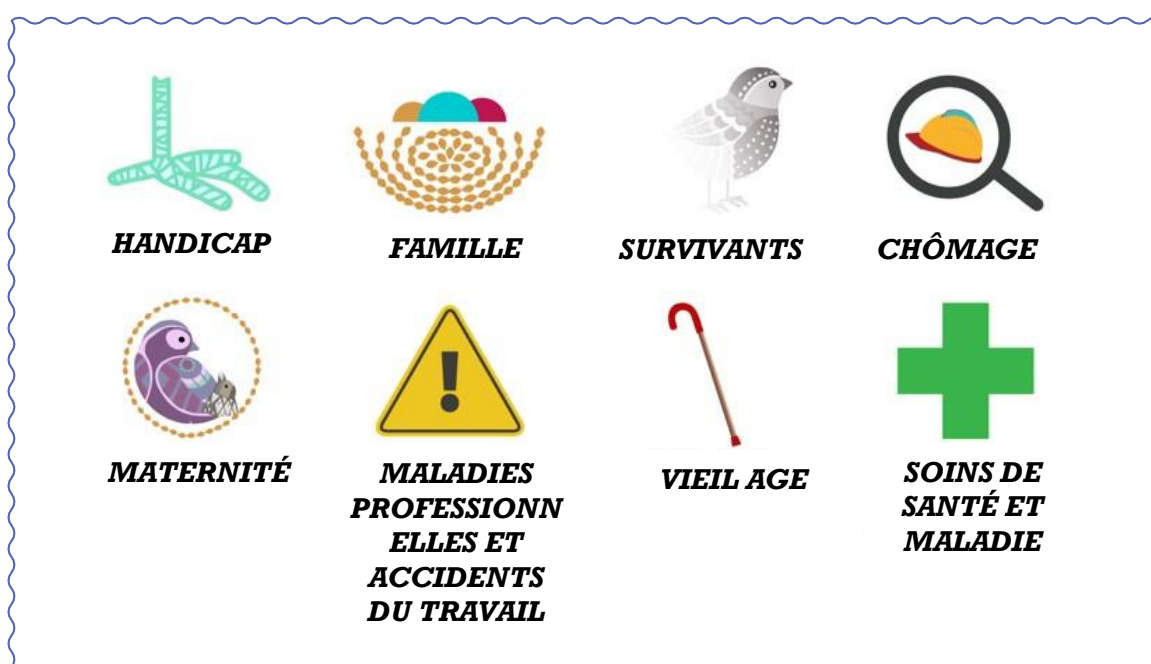 HANDICAP
FAMILLE
SURVIVANTS
CHÔMAGE
MATERNITÉ
MALADIES
PROFESSIONN
ELLES ET
ACCIDENTS
DU TRAVAIL
VIEIL AGE
SOINS DE
SANTÉ ET
MALADIE